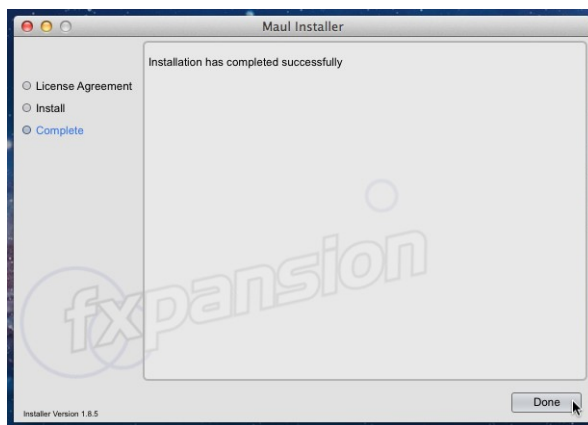 Maul Installer
Installation has completed successfully
License Agreement
Install
Complete
fxpansion
Done
Installer Version 1.8.5